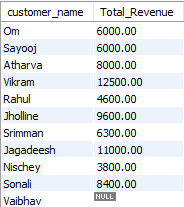 customer_name Total_Revenue
Om 6000.00
Sayooj 6000.00
Atharva 8000.00
Vikram 12500.00
Rahul 4600.00
Jholline 9600.00
Srimman 6300.00
Jagadeesh 11000.00
Nischey 3800.00
Sonali 8400.00
Vaibhav NULL